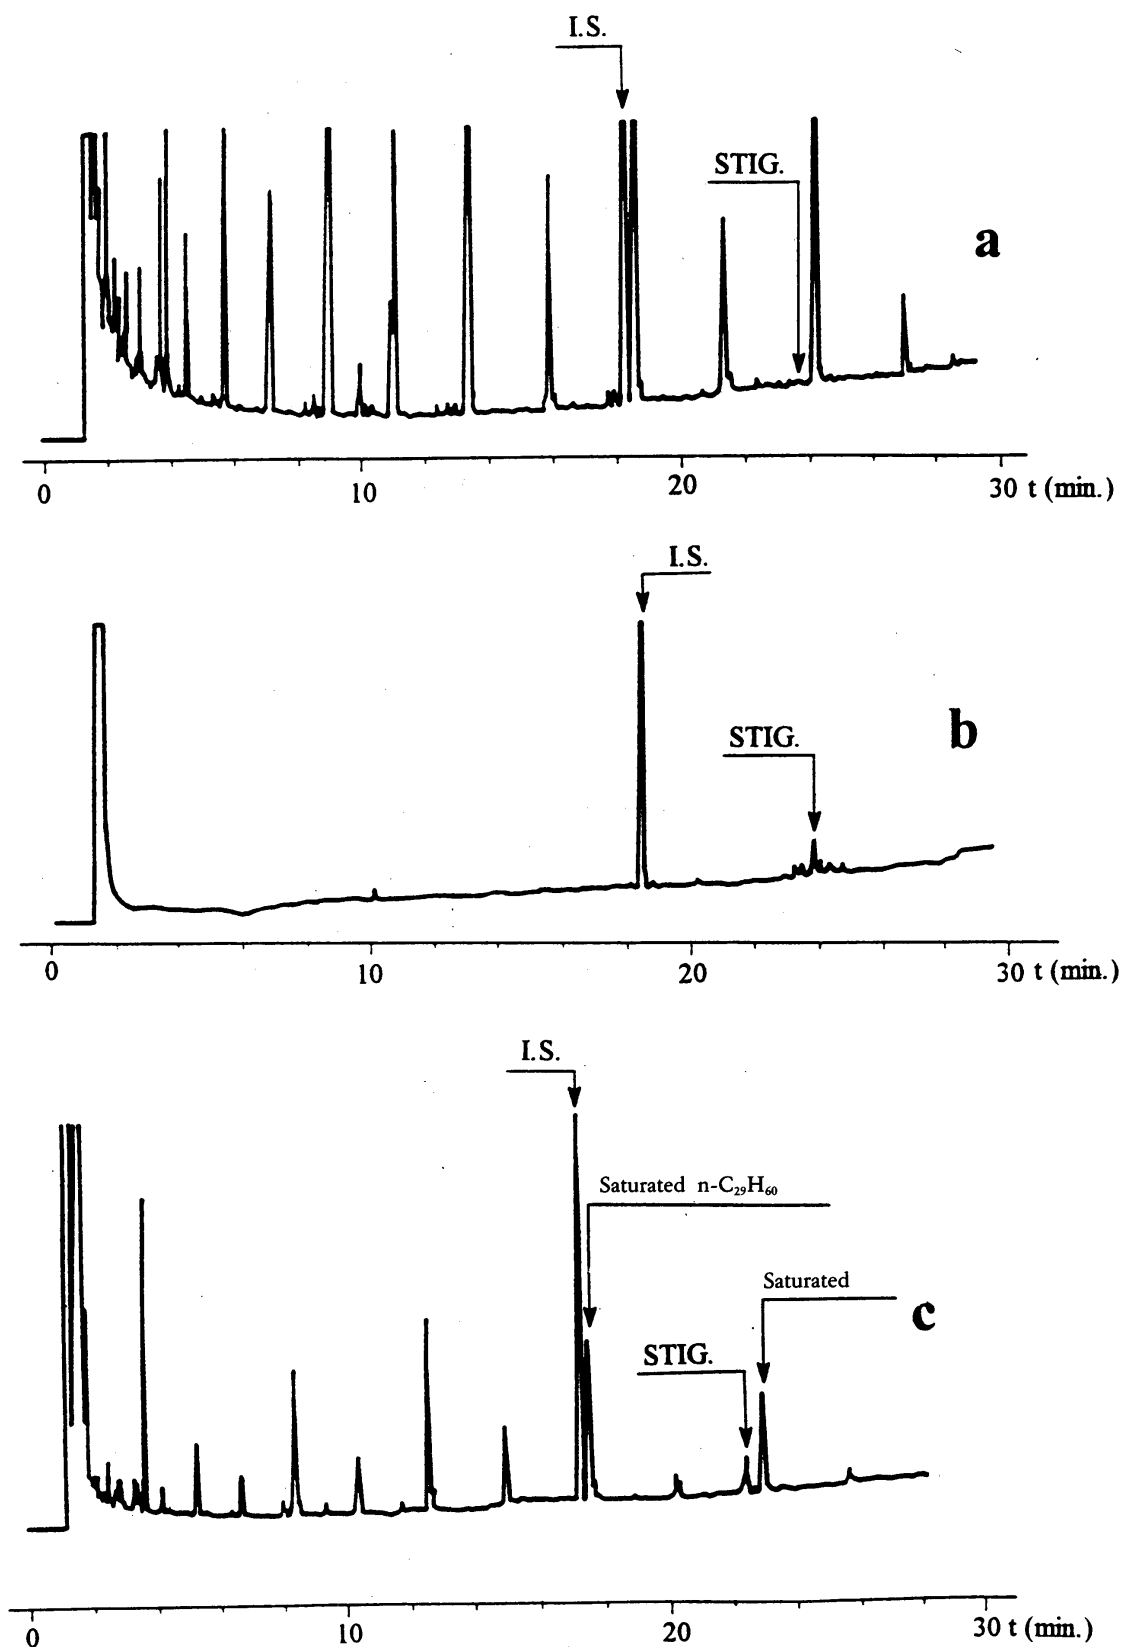 I.S.
STIG.
a
0 10 20 30 t (min.)
I.S.
STIG.
b
0 10 20 30 t (min.)
I.S.
Saturated n-C₂₉H₆₀
Saturated
STIG.
c
0 10 20 30 t (min.)